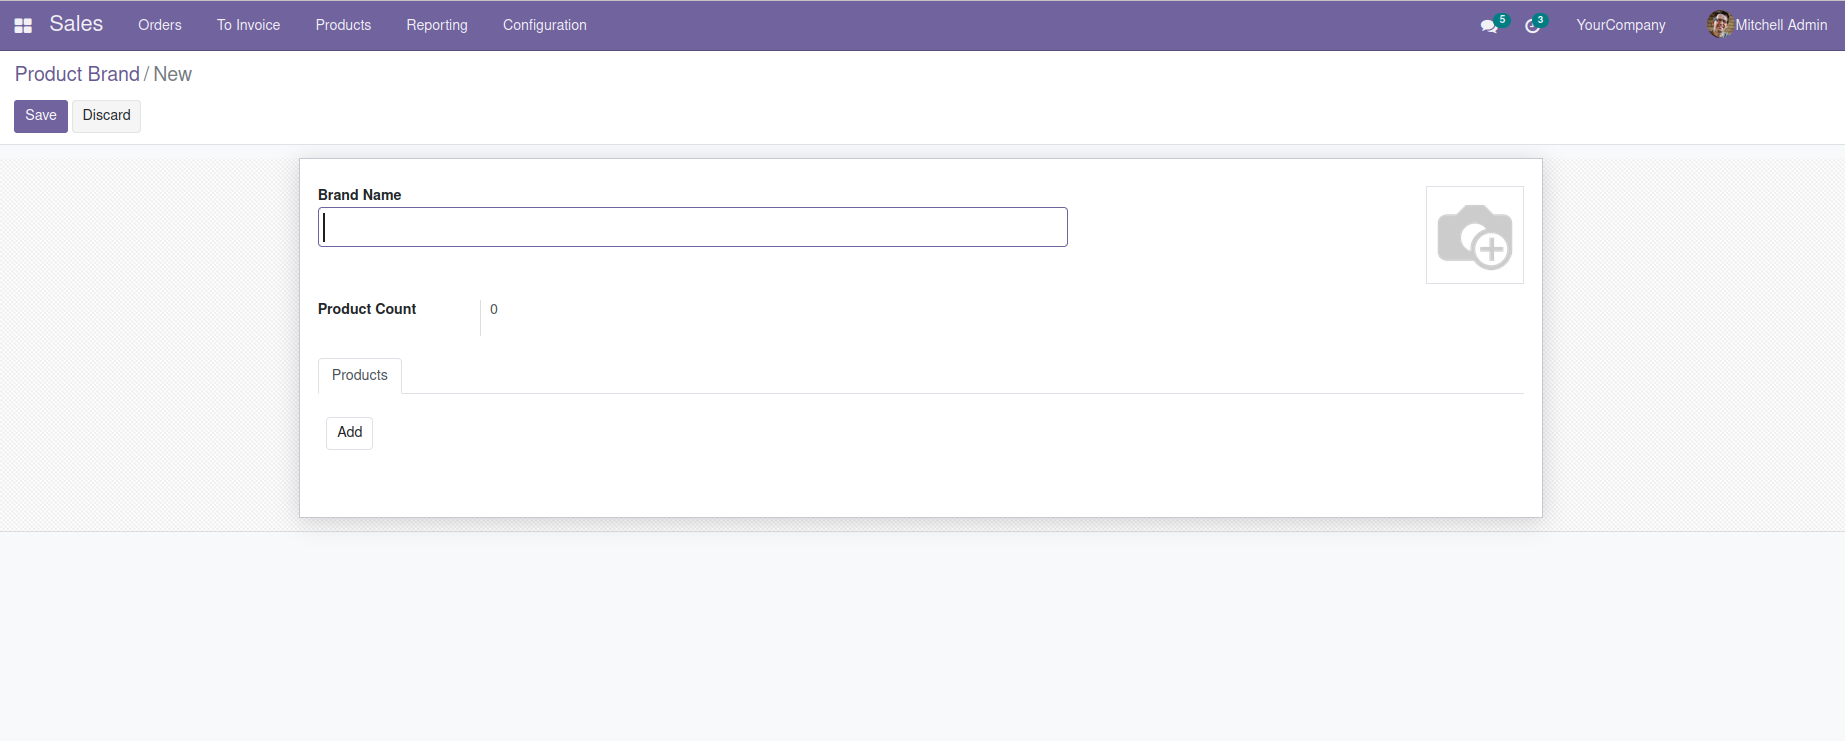 Sales Orders To Invoice Products Reporting Configuration 5 3 YourCompany Mitchell Admin
Product Brand / New
Save Discard
Brand Name
Product Count 0
Products
Add